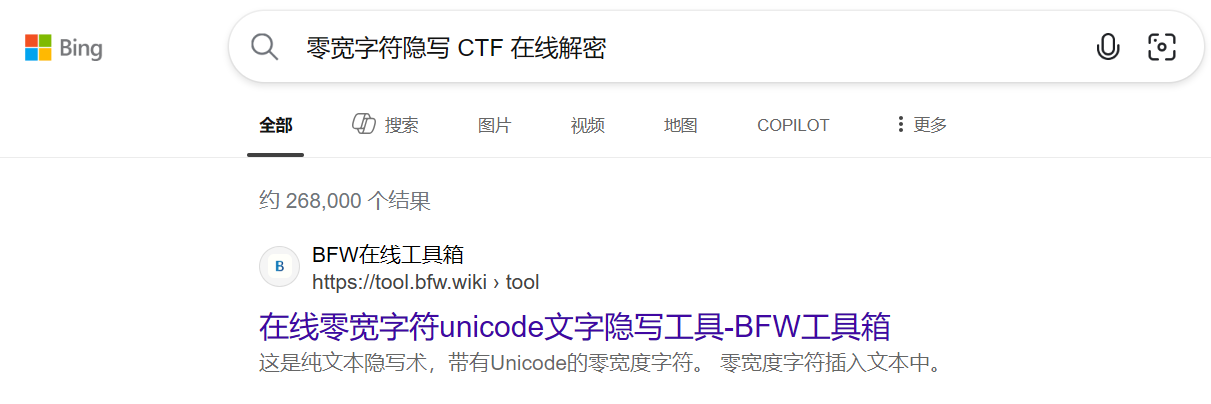 Bing
零宽字符隐写 CTF 在线解密
全部 搜索 图片 视频 地图 COPILOT 更多
约 268,000 个结果
B
BFW在线工具箱
https://tool.bfw.wiki › tool
在线零宽字符unicode文字隐写工具-BFW工具箱
这是纯文本隐写术，带有Unicode的零宽度字符。 零宽度字符插入文本中。